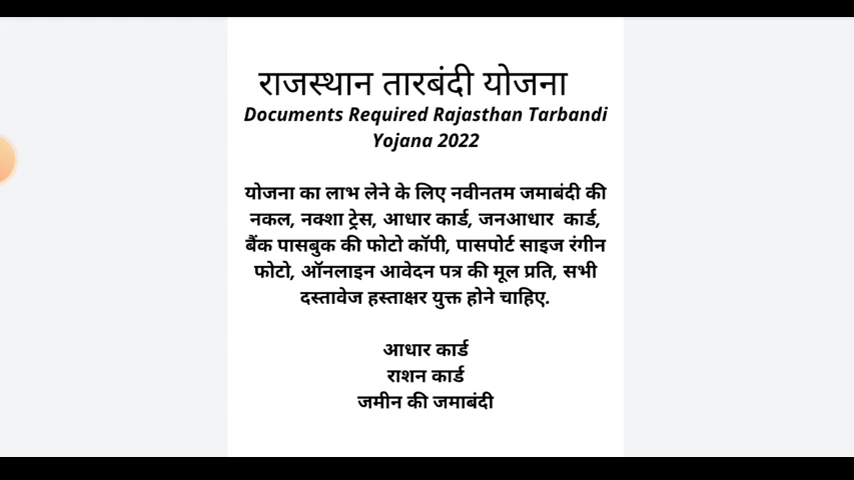 राजस्थान तारबंदी योजना
Documents Required Rajasthan Tarbandi
Yojana 2022
योजना का लाभ लेने के लिए नवीनतम जमाबंदी की
नकल, नक्शा ट्रेस, आधार कार्ड, जनआधार कार्ड,
बैंक पासबुक की फोटो कॉपी, पासपोर्ट साइज रंगीन
फोटो, ऑनलाइन आवेदन पत्र की मूल प्रति, सभी
दस्तावेज हस्ताक्षर युक्त होने चाहिए.
आधार कार्ड
राशन कार्ड
जमीन की जमाबंदी